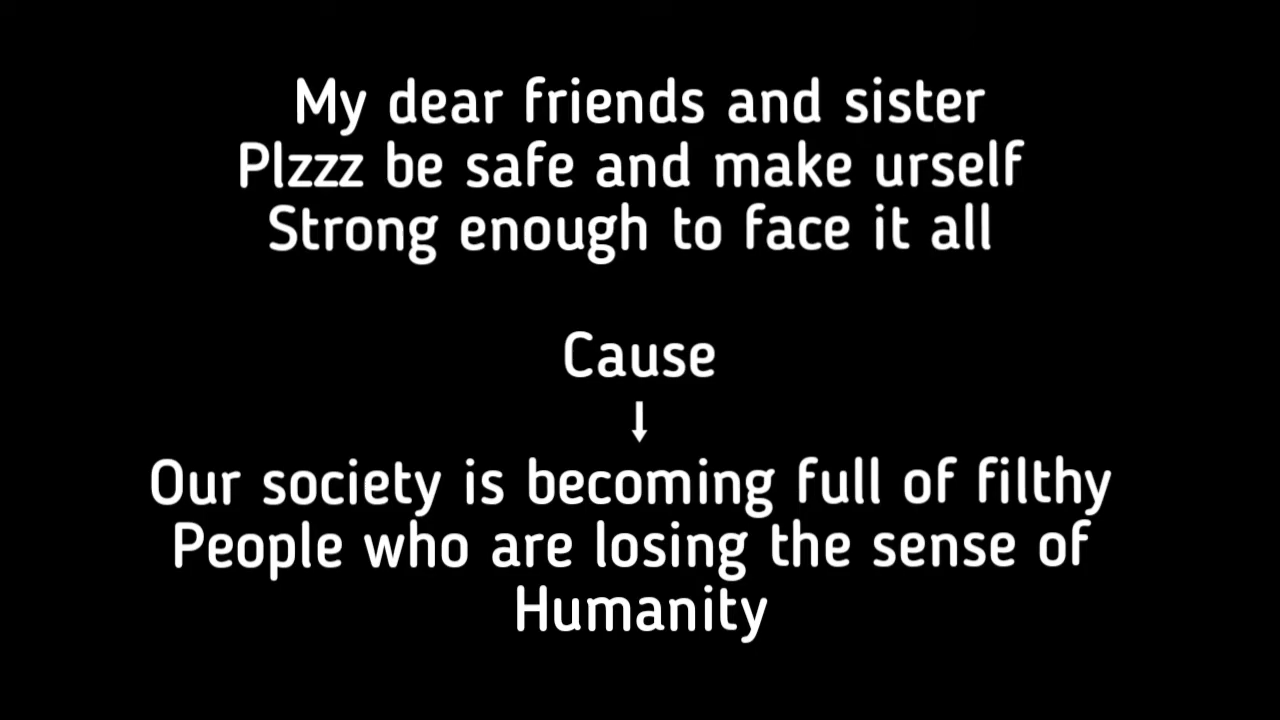 My dear friends and sister
Plzzz be safe and make urself
Strong enough to face it all
Cause
↓
Our society is becoming full of filthy
People who are losing the sense of
Humanity